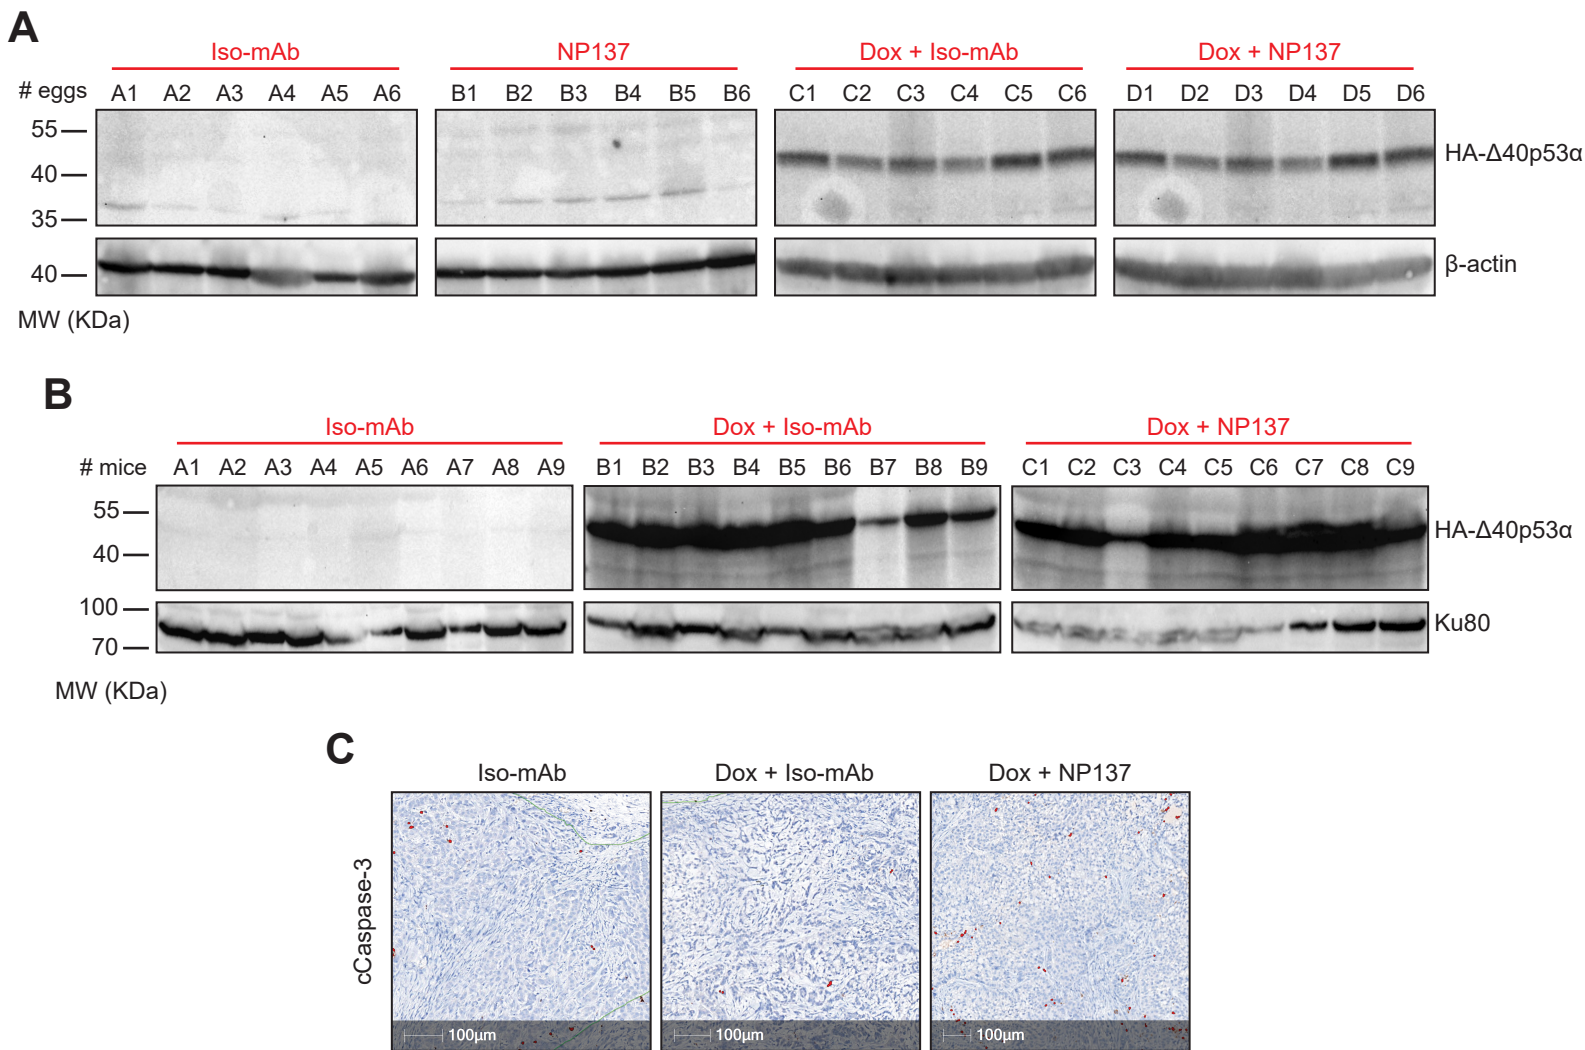 A
Iso-mAb NP137 Dox + Iso-mAb Dox + NP137
# eggs A1 A2 A3 A4 A5 A6 B1 B2 B3 B4 B5 B6 C1 C2 C3 C4 C5 C6 D1 D2 D3 D4 D5 D6
55
40
35
HA-Δ40p53α
40
β-actin
MW (KDa)
B
Iso-mAb Dox + Iso-mAb Dox + NP137
# mice A1 A2 A3 A4 A5 A6 A7 A8 A9 B1 B2 B3 B4 B5 B6 B7 B8 B9 C1 C2 C3 C4 C5 C6 C7 C8 C9
55
40
HA-Δ40p53α
100
70
Ku80
MW (KDa)
C
Iso-mAb Dox + Iso-mAb Dox + NP137
cCaspase-3
100µm 100µm 100µm